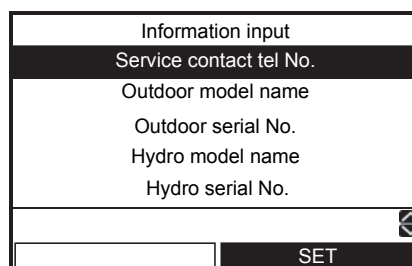 Information input
Service contact tel No.
Outdoor model name
Outdoor serial No.
Hydro model name
Hydro serial No.
SET